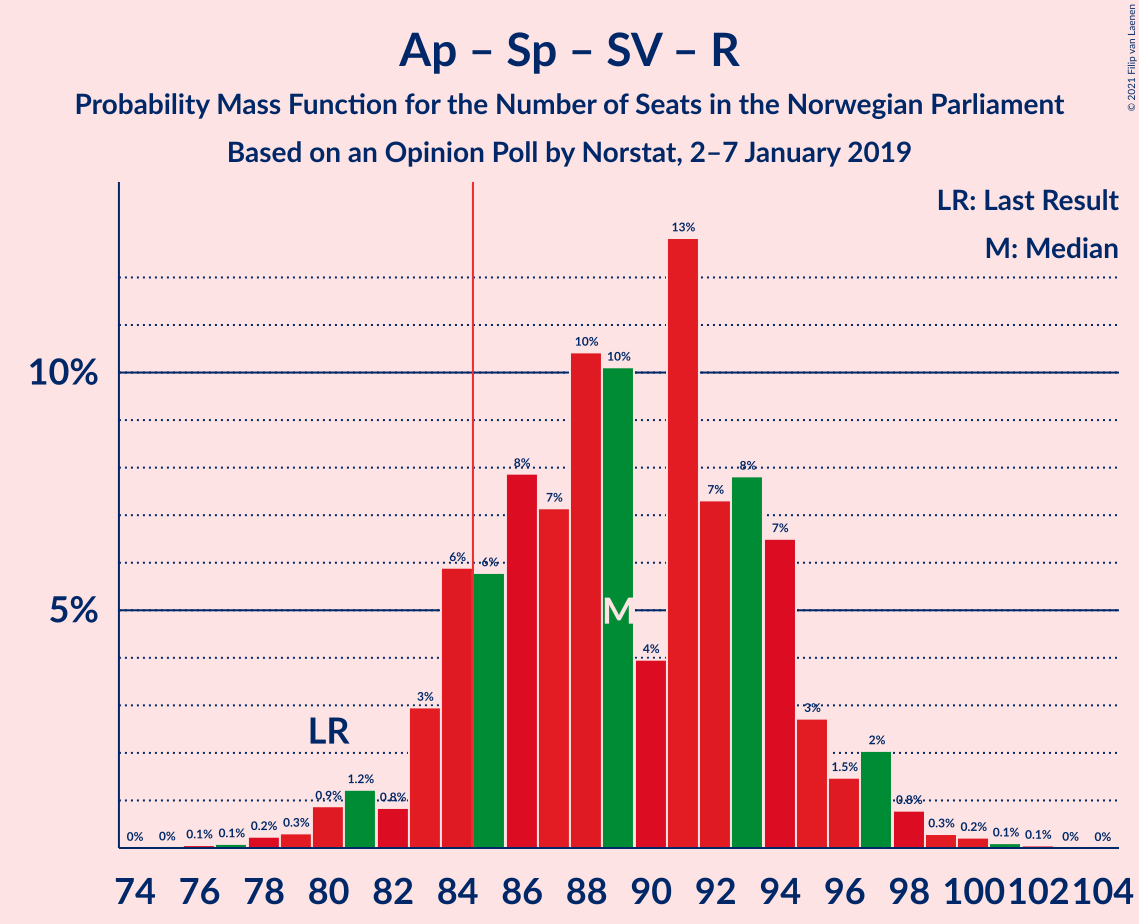 Ap – Sp – SV – R
Probability Mass Function for the Number of Seats in the Norwegian Parliament
Based on an Opinion Poll by Norstat, 2–7 January 2019
© 2021 Filip van Laenen
LR: Last Result
M: Median
10%
5%
LR
M
0% 0% 0.1% 0.1% 0.2% 0.3% 0.9% 1.2% 0.8% 3% 6% 6% 8% 7% 10% 10% 4% 13% 7% 8% 7% 3% 1.5% 2% 0.8% 0.3% 0.2% 0.1% 0.1% 0% 0%
74 76 78 80 82 84 86 88 90 92 94 96 98 100 102 104